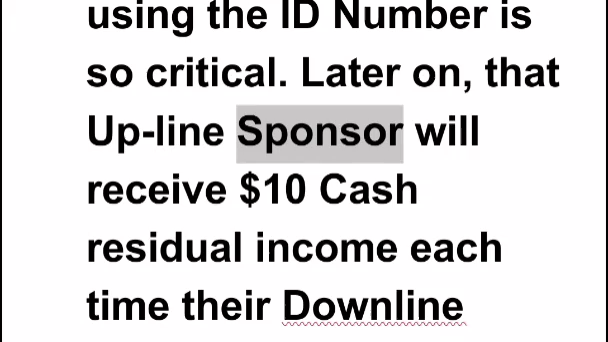 using the ID Number is
so critical. Later on, that
Up-line Sponsor will
receive $10 Cash
residual income each
time their Downline